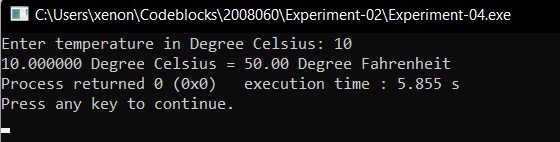 C:\Users\xenon\Codeblocks\2008060\Experiment-02\Experiment-04.exe
Enter temperature in Degree Celsius: 10
10.000000 Degree Celsius = 50.00 Degree Fahrenheit
Process returned 0 (0x0)   execution time : 5.855 s
Press any key to continue.